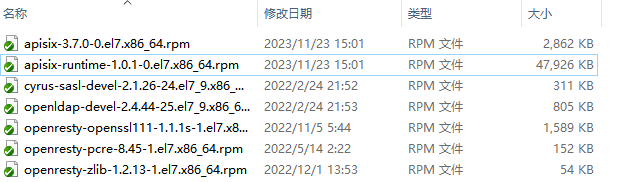 名称 修改日期 类型 大小
apisix-3.7.0-0.el7.x86_64.rpm 2023/11/23 15:01 RPM 文件 2,862 KB
apisix-runtime-1.0.1-0.el7.x86_64.rpm 2023/11/23 15:01 RPM 文件 47,926 KB
cyrus-sasl-devel-2.1.26-24.el7_9.x86_... 2022/2/24 21:52 RPM 文件 311 KB
openldap-devel-2.4.44-25.el7_9.x86_6... 2022/2/24 21:53 RPM 文件 805 KB
openresty-openssl111-1.1.1s-1.el7.x8... 2022/11/5 5:44 RPM 文件 1,589 KB
openresty-pcre-8.45-1.el7.x86_64.rpm 2022/5/14 2:22 RPM 文件 152 KB
openresty-zlib-1.2.13-1.el7.x86_64.rpm 2022/12/1 13:53 RPM 文件 54 KB